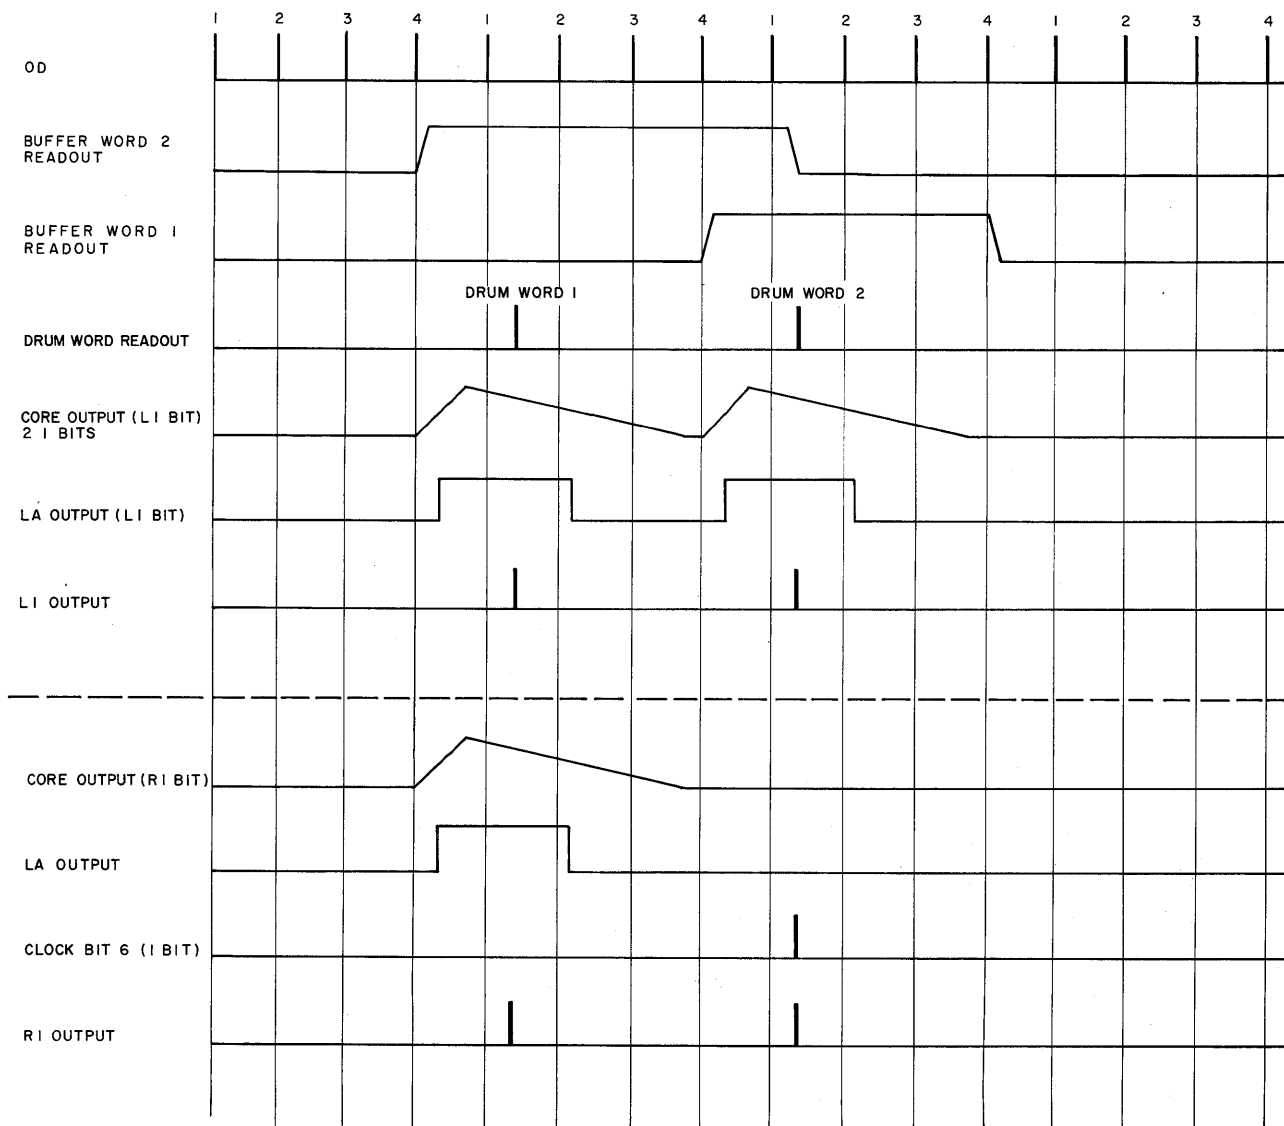 1 2 3 4 1 2 3 4 1 2 3 4 1 2 3 4
OD
BUFFER WORD 2
READOUT
BUFFER WORD 1
READOUT
DRUM WORD 1 DRUM WORD 2
DRUM WORD READOUT
CORE OUTPUT (L1 BIT)
2 1 BITS
LA OUTPUT (L1 BIT)
L1 OUTPUT
CORE OUTPUT (R1 BIT)
LA OUTPUT
CLOCK BIT 6 (1 BIT)
R1 OUTPUT